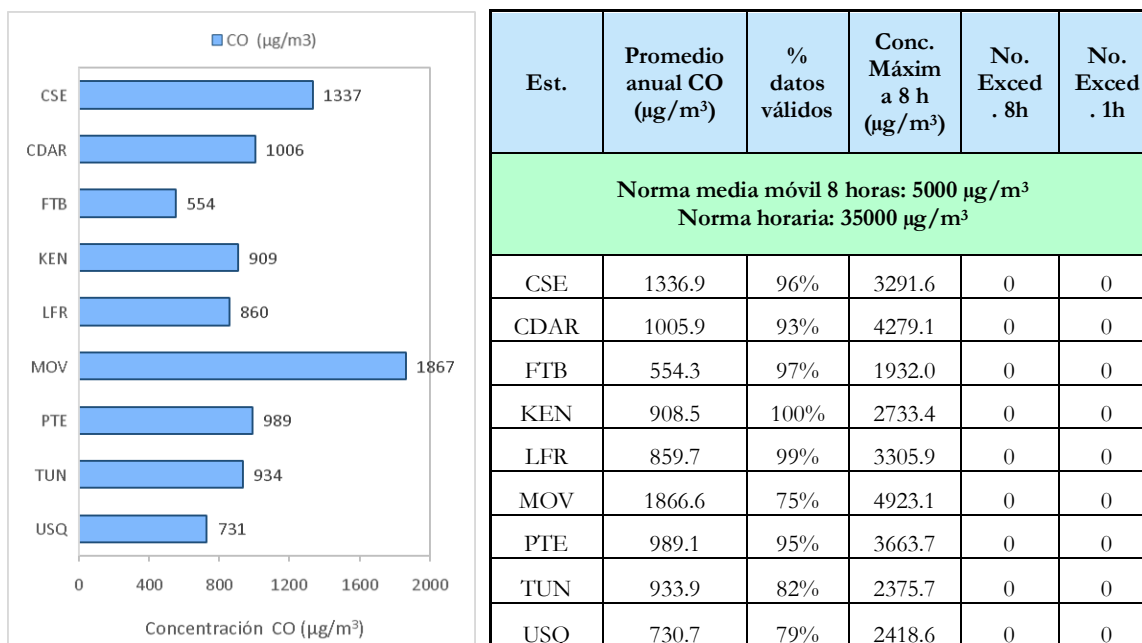 CO (µg/m3)
CSE 1337
CDAR 1006
FTB 554
KEN 909
LFR 860
MOV 1867
PTE 989
TUN 934
USQ 731
0 400 800 1200 1600 2000
Concentración CO (µg/m³)
Est. Promedio anual CO (µg/m³) % datos válidos Conc. Máxim a 8 h (µg/m³) No. Exced . 8h No. Exced . 1h
Norma media móvil 8 horas: 5000 µg/m³
Norma horaria: 35000 µg/m³
CSE 1336.9 96% 3291.6 0 0
CDAR 1005.9 93% 4279.1 0 0
FTB 554.3 97% 1932.0 0 0
KEN 908.5 100% 2733.4 0 0
LFR 859.7 99% 3305.9 0 0
MOV 1866.6 75% 4923.1 0 0
PTE 989.1 95% 3663.7 0 0
TUN 933.9 82% 2375.7 0 0
USQ 730.7 79% 2418.6 0 0